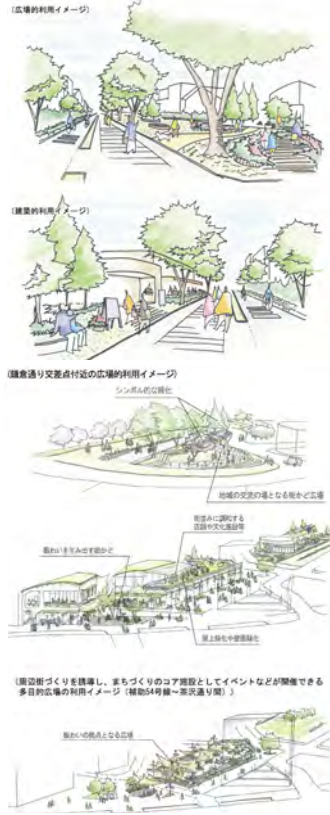 (広場的利用イメージ)
(建築的利用イメージ)
(鎌倉通り交差点付近の広場的利用イメージ)
シンボル的な緑化
地域の交流の場となる街かど広場
街並みに調和する
店舗や文化施設等
賑わいを生み出す街かど
屋上緑化や壁面緑化
(周辺街づくりを誘導し、まちづくりのコア施設としてイベントなどが開催できる
多目的広場の利用イメージ(補助54号線～茶沢通り間))
賑わいの拠点となる広場